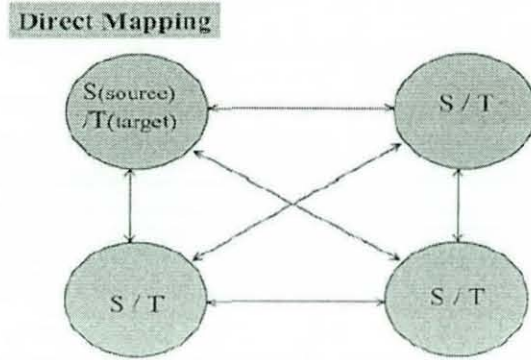 Direct Mapping
S(source)
/T(target)
S / T
S / T
S / T